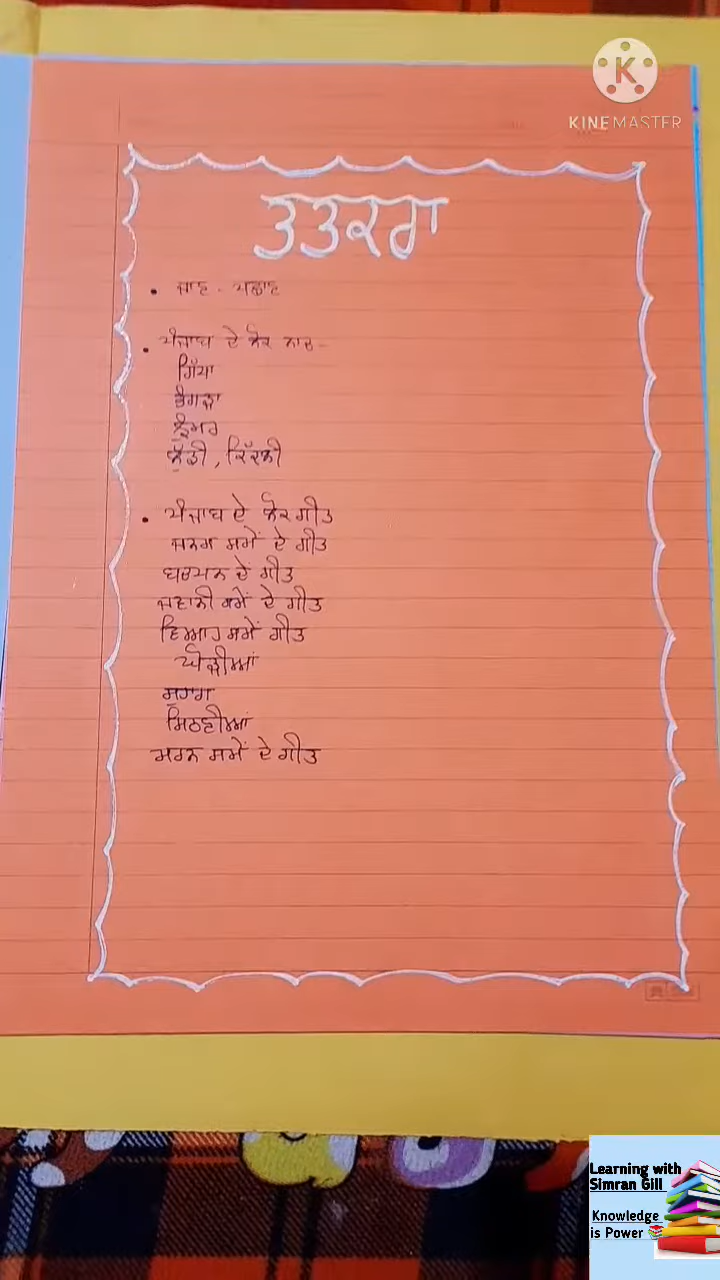 KINEMASTER
ਤਤਕਰਾ
• ਜਾਣ - ਪਛਾਣ
• ਪੰਜਾਬ ਦੇ ਲੋਕ ਨਾਚ -
ਗਿੱਧਾ
ਭੰਗੜਾ
ਝੂੰਮਰ
ਲੁੱਡੀ , ਕਿੱਕਲੀ
• ਪੰਜਾਬ ਦੇ ਲੋਕ ਗੀਤ
ਜਨਮ ਸਮੇਂ ਦੇ ਗੀਤ
ਬਚਪਨ ਦੇ ਗੀਤ
ਜਵਾਨੀ ਸਮੇਂ ਦੇ ਗੀਤ
ਵਿਆਹ ਸਮੇਂ ਗੀਤ
ਘੋੜੀਆਂ
ਸੁਹਾਗ
ਸਿਠਣੀਆਂ
ਮਰਨ ਸਮੇਂ ਦੇ ਗੀਤ
Learning with
Simran Gill
Knowledge
is Power